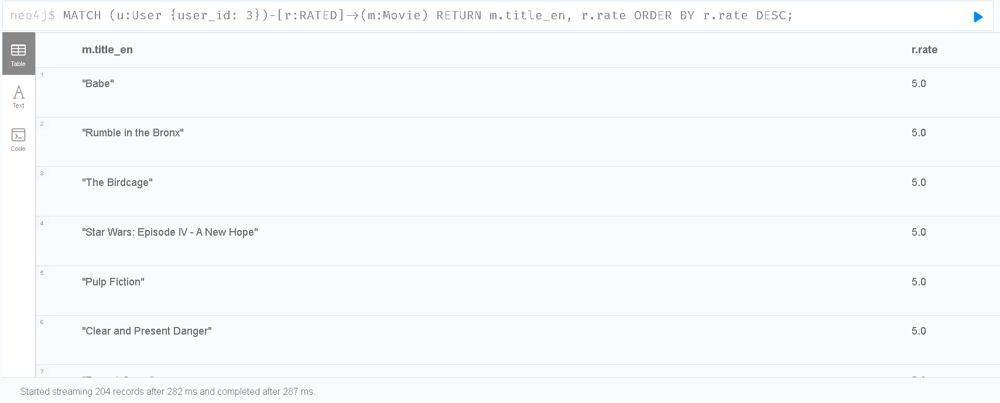 neo4j$ MATCH (u:User {user_id: 3})-[r:RATED]->(m:Movie) RETURN m.title_en, r.rate ORDER BY r.rate DESC;
Table
Text
Code
m.title_en r.rate
1 "Babe" 5.0
2 "Rumble in the Bronx" 5.0
3 "The Birdcage" 5.0
4 "Star Wars: Episode IV - A New Hope" 5.0
5 "Pulp Fiction" 5.0
6 "Clear and Present Danger" 5.0
7
Started streaming 204 records after 282 ms and completed after 287 ms.